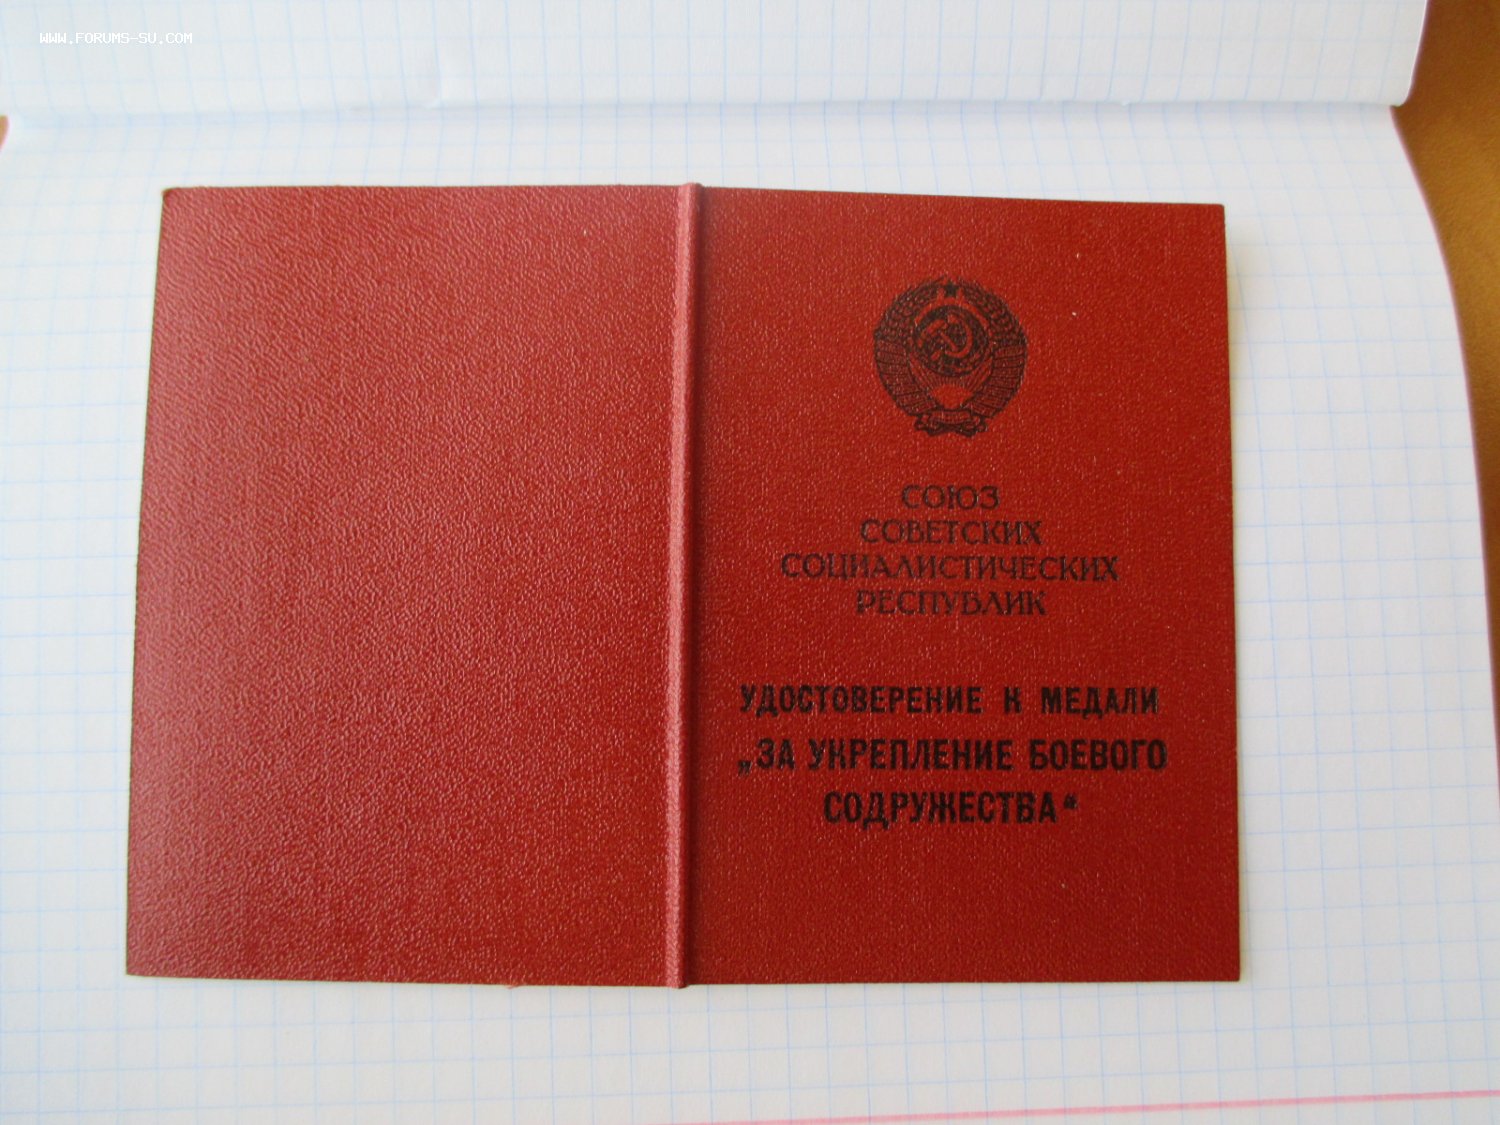 WWW.FORUMS-SU.COM
СОЮЗ
СОВЕТСКИХ
СОЦИАЛИСТИЧЕСКИХ
РЕСПУБЛИК
УДОСТОВЕРЕНИЕ К МЕДАЛИ
„ЗА УКРЕПЛЕНИЕ БОЕВОГО
СОДРУЖЕСТВА“